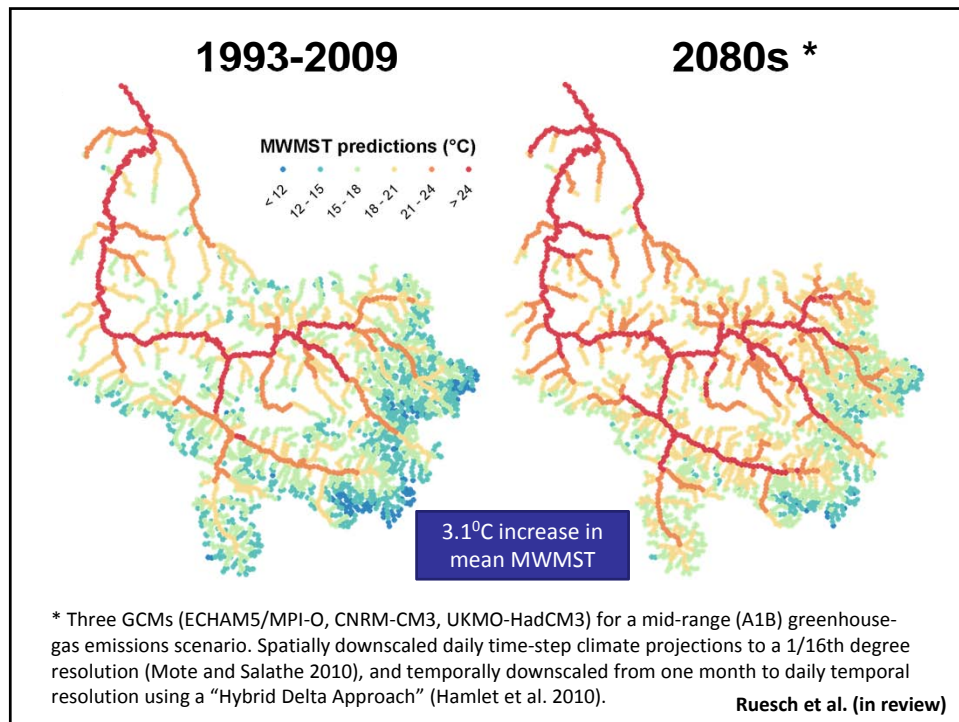 1993-2009
2080s *
MWMST predictions (°C)
< 12
12 - 15
15 - 18
18 - 21
21 - 24
> 24
3.1⁰C increase in
mean MWMST
* Three GCMs (ECHAM5/MPI-O, CNRM-CM3, UKMO-HadCM3) for a mid-range (A1B) greenhouse-
gas emissions scenario. Spatially downscaled daily time-step climate projections to a 1/16th degree
resolution (Mote and Salathe 2010), and temporally downscaled from one month to daily temporal
resolution using a “Hybrid Delta Approach” (Hamlet et al. 2010).
Ruesch et al. (in review)